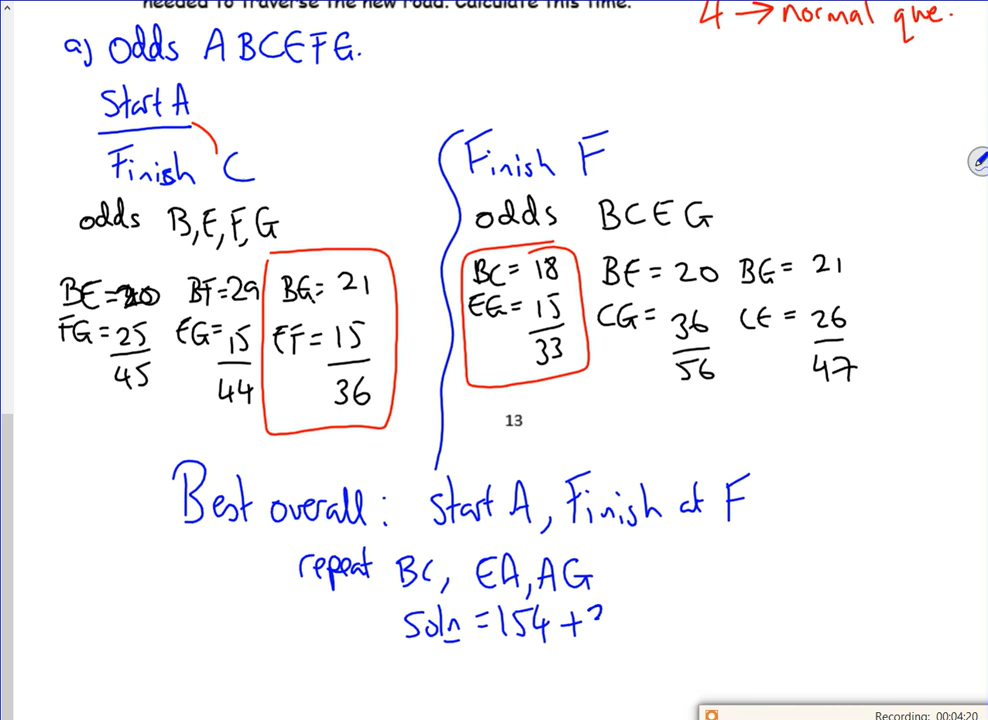 needed to traverse the new road. Calculate this time.
4 → normal que.
a) Odds A B C E F G.
Start A
Finish C
odds B, E, F, G
BE = 20 BF = 29 BG = 21
FG = 25 EG = 15 EF = 15
45 44 36
Finish F
odds B C E G
BC = 18 BE = 20 BG = 21
EG = 15 CG = 36 CE = 26
33 56 47
13
Best overall: Start A, Finish at F
repeat BC, EA, AG
Soln = 154 + 3
Recording: 00:04:20